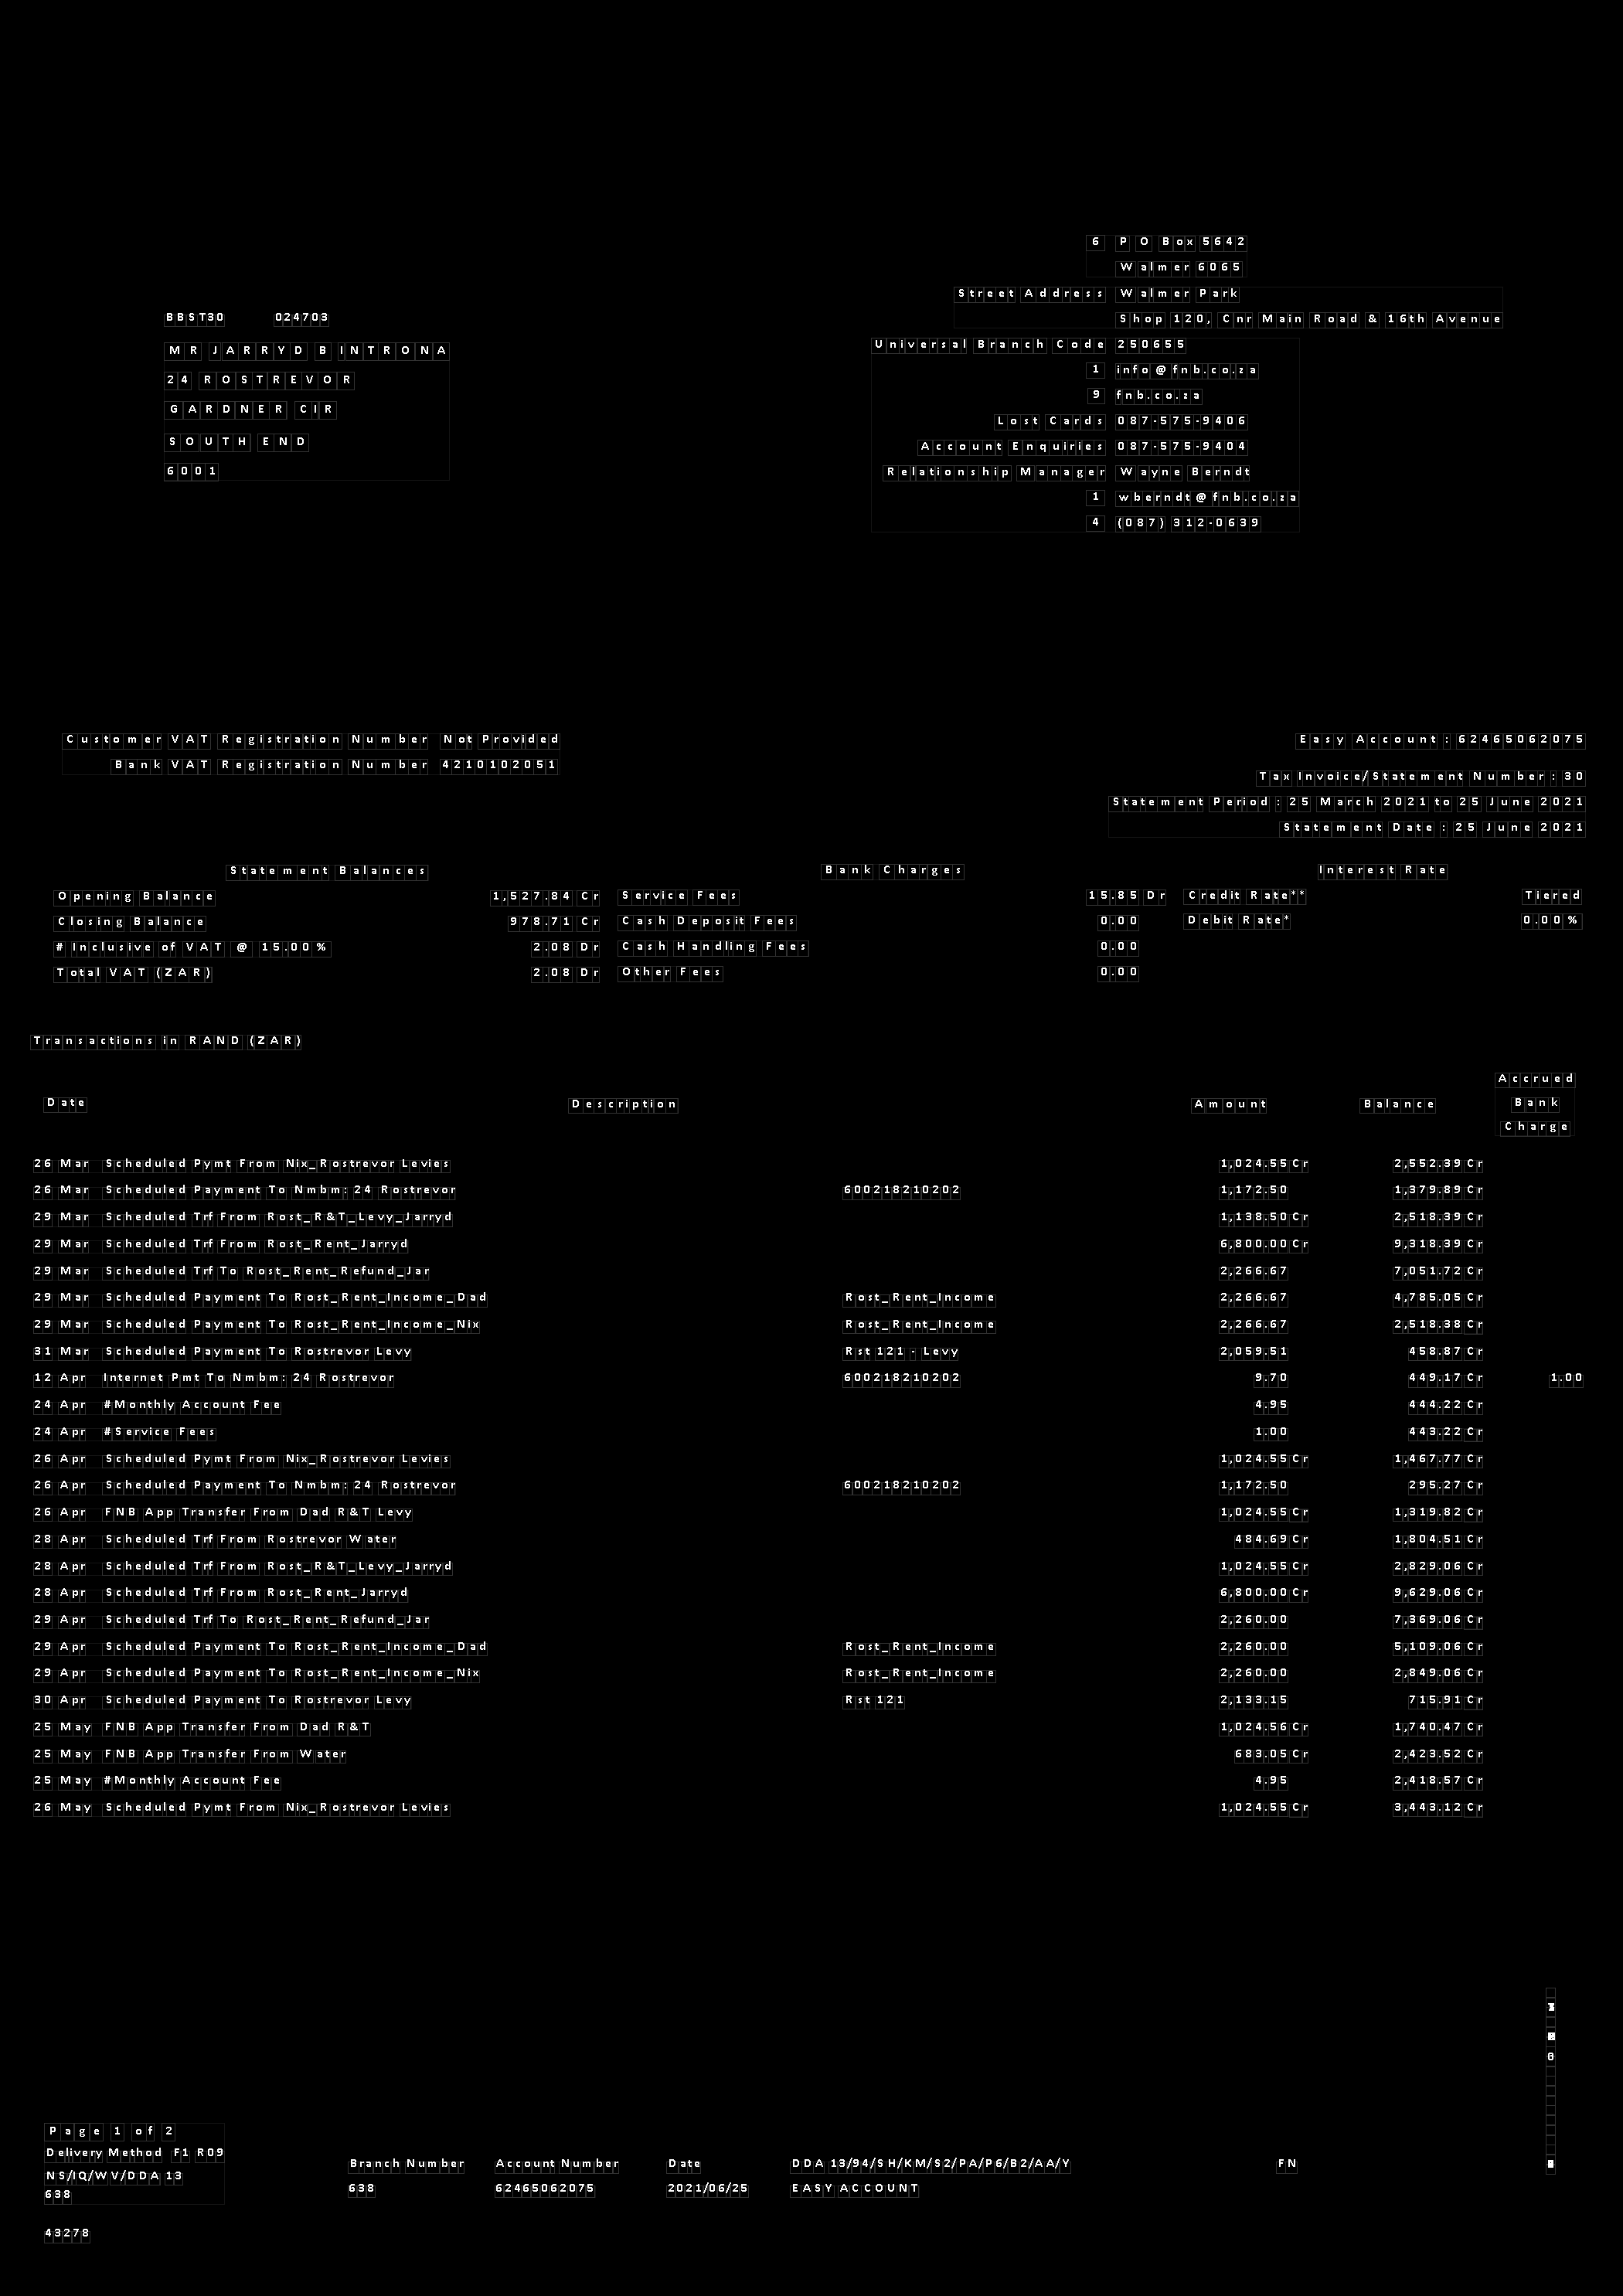 6 P O Box 5642
Walmer 6065
Street Address Walmer Park
Shop 120, Cnr Main Road & 16th Avenue
BBST30 024703
MR JARRYD B INTRONA
24 ROSTREVOR
GARDNER CIR
SOUTH END
6001
Universal Branch Code 250655
1 info@fnb.co.za
9 fnb.co.za
Lost Cards 087-575-9406
Account Enquiries 087-575-9404
Relationship Manager Wayne Berndt
1 wberndt@fnb.co.za
4 (087) 312-0639
Customer VAT Registration Number Not Provided
Bank VAT Registration Number 4210102051
Easy Account : 62465062075
Tax Invoice/Statement Number : 30
Statement Period : 25 March 2021 to 25 June 2021
Statement Date : 25 June 2021
Statement Balances Bank Charges Interest Rate
Opening Balance 1,527.84 Cr Service Fees 15.85 Dr Credit Rate** Tiered
Closing Balance 978.71 Cr Cash Deposit Fees 0.00 Debit Rate* 0.00%
# Inclusive of VAT @ 15.00% 2.08 Dr Cash Handling Fees 0.00
Total VAT (ZAR) 2.08 Dr Other Fees 0.00
Transactions in RAND (ZAR)
Date Description Amount Balance Accrued Bank Charge
26 Mar Scheduled Pymt From Nix_Rostrevor Levies 1,024.55Cr 2,552.39Cr
26 Mar Scheduled Payment To Nmbm: 24 Rostrevor 600218210202 1,172.50 1,379.89Cr
29 Mar Scheduled Trf From Rost_R&T_Levy_Jarryd 1,138.50Cr 2,518.39Cr
29 Mar Scheduled Trf From Rost_Rent_Jarryd 6,800.00Cr 9,318.39Cr
29 Mar Scheduled Trf To Rost_Rent_Refund_Jar 2,266.67 7,051.72Cr
29 Mar Scheduled Payment To Rost_Rent_Income_Dad Rost_Rent_Income 2,266.67 4,785.05Cr
29 Mar Scheduled Payment To Rost_Rent_Income_Nix Rost_Rent_Income 2,266.67 2,518.38Cr
31 Mar Scheduled Payment To Rostrevor Levy Rst 121 - Levy 2,059.51 458.87Cr
12 Apr Internet Pmt To Nmbm: 24 Rostrevor 600218210202 9.70 449.17Cr 1.00
24 Apr #Monthly Account Fee 4.95 444.22Cr
24 Apr #Service Fees 1.00 443.22Cr
26 Apr Scheduled Pymt From Nix_Rostrevor Levies 1,024.55Cr 1,467.77Cr
26 Apr Scheduled Payment To Nmbm: 24 Rostrevor 600218210202 1,172.50 295.27Cr
26 Apr FNB App Transfer From Dad R&T Levy 1,024.55Cr 1,319.82Cr
28 Apr Scheduled Trf From Rostrevor Water 484.69Cr 1,804.51Cr
28 Apr Scheduled Trf From Rost_R&T_Levy_Jarryd 1,024.55Cr 2,829.06Cr
28 Apr Scheduled Trf From Rost_Rent_Jarryd 6,800.00Cr 9,629.06Cr
29 Apr Scheduled Trf To Rost_Rent_Refund_Jar 2,260.00 7,369.06Cr
29 Apr Scheduled Payment To Rost_Rent_Income_Dad Rost_Rent_Income 2,260.00 5,109.06Cr
29 Apr Scheduled Payment To Rost_Rent_Income_Nix Rost_Rent_Income 2,260.00 2,849.06Cr
30 Apr Scheduled Payment To Rostrevor Levy Rst 121 2,133.15 715.91Cr
25 May FNB App Transfer From Dad R&T 1,024.56Cr 1,740.47Cr
25 May FNB App Transfer From Water 683.05Cr 2,423.52Cr
25 May #Monthly Account Fee 4.95 2,418.57Cr
26 May Scheduled Pymt From Nix_Rostrevor Levies 1,024.55Cr 3,443.12Cr
Page 1 of 2
Delivery Method F1 R09
NS/IQ/WV/DDA 13
638
Branch Number Account Number Date DDA 13/94/SH/KM/S2/PA/P6/B2/AA/Y FN
638 62465062075 2021/06/25 EASY ACCOUNT
43278